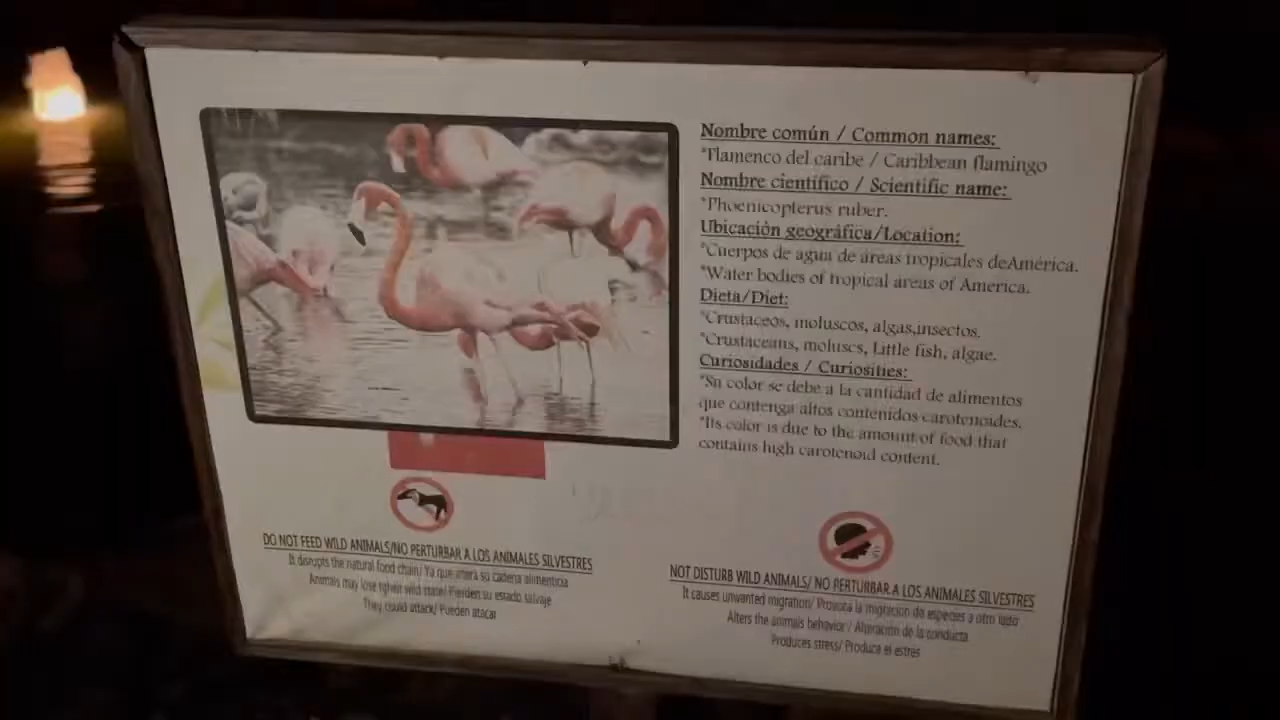 Nombre común / Common names:
*Flamenco del caribe / Caribbean flamingo
Nombre científico / Scientific name:
*Phoenicopterus ruber.
Ubicación geográfica/Location:
*Cuerpos de agua de áreas tropicales deAmérica.
*Water bodies of tropical areas of America.
Dieta/Diet:
*Crustaceos, moluscos, algas,insectos.
*Crustaceans, moluscs, Little fish, algae.
Curiosidades / Curiosities:
*Su color se debe a la cantidad de alimentos
que contenga altos contenidos carotenoides.
*Its color is due to the amount of food that
contains high carotenoid content.
DO NOT FEED WILD ANIMALS/NO PERTURBAR A LOS ANIMALES SILVESTRES
It disrupts the natural food chain/ Ya que altera su cadena alimenticia
Animals may lose wild state/ Pierden su estado salvaje
They could attack/ Pueden atacar
NOT DISTURB WILD ANIMALS/ NO PERTURBAR A LOS ANIMALES SILVESTRES
It causes unwanted migration/ Provoca la migracion de especies a otro lado
Alters the animals behavior / Alteración de la conducta
Produces stress/ Produce el estres